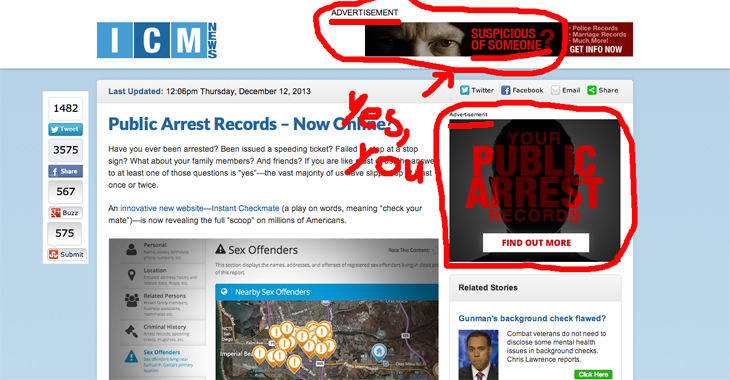 ADVERTISEMENT
ICM NEWS
SUSPICIOUS
OF SOMEONE?
• Police Records
• Marriage Records
• Much More!
GET INFO NOW
Last Updated: 12:06pm Thursday, December 12, 2013
Twitter Facebook Email Share
1482
Tweet
3575
Share
567
Buzz
575
Submit
Public Arrest Records – Now Online?
yes,
you
Have you ever been arrested? Been issued a speeding ticket? Failed to stop at a stop
sign? What about your family members? And friends? If you are like most of us the answer
to at least one of those questions is "yes"—the vast majority of us have slipped up at least
once or twice.
An innovative new website—Instant Checkmate (a play on words, meaning "check your
mate")—is now revealing the full "scoop" on millions of Americans.
Personal
Location
Related Persons
Criminal History
Sex Offenders
Sex Offenders
Rate This Content:
This section displays the names, addresses, and offenses of registered sex offenders living in close
of this report.
Nearby Sex Offenders
Imperial Be
Advertisement
YOUR
PUBLIC
ARREST
RECORDS
FIND OUT MORE
Related Stories
Gunman's background check flawed?
Combat veterans do not need to
disclose some mental health
issues in background checks.
Chris Lawrence reports.
Click Here